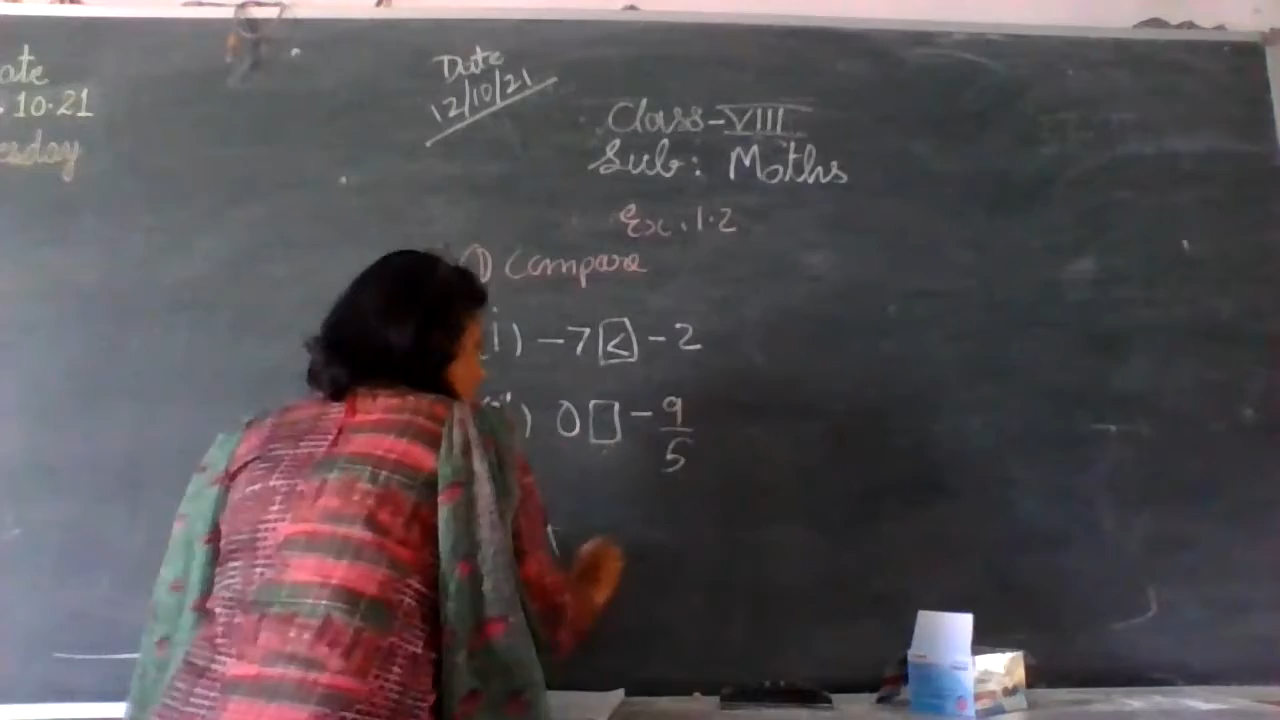 ate
.10.21
esday
Date
12/10/21
Class-VIII
Sub: Maths
Ex. 1.2
① Compare
(i) -7 < -2
) 0 □ -9/5